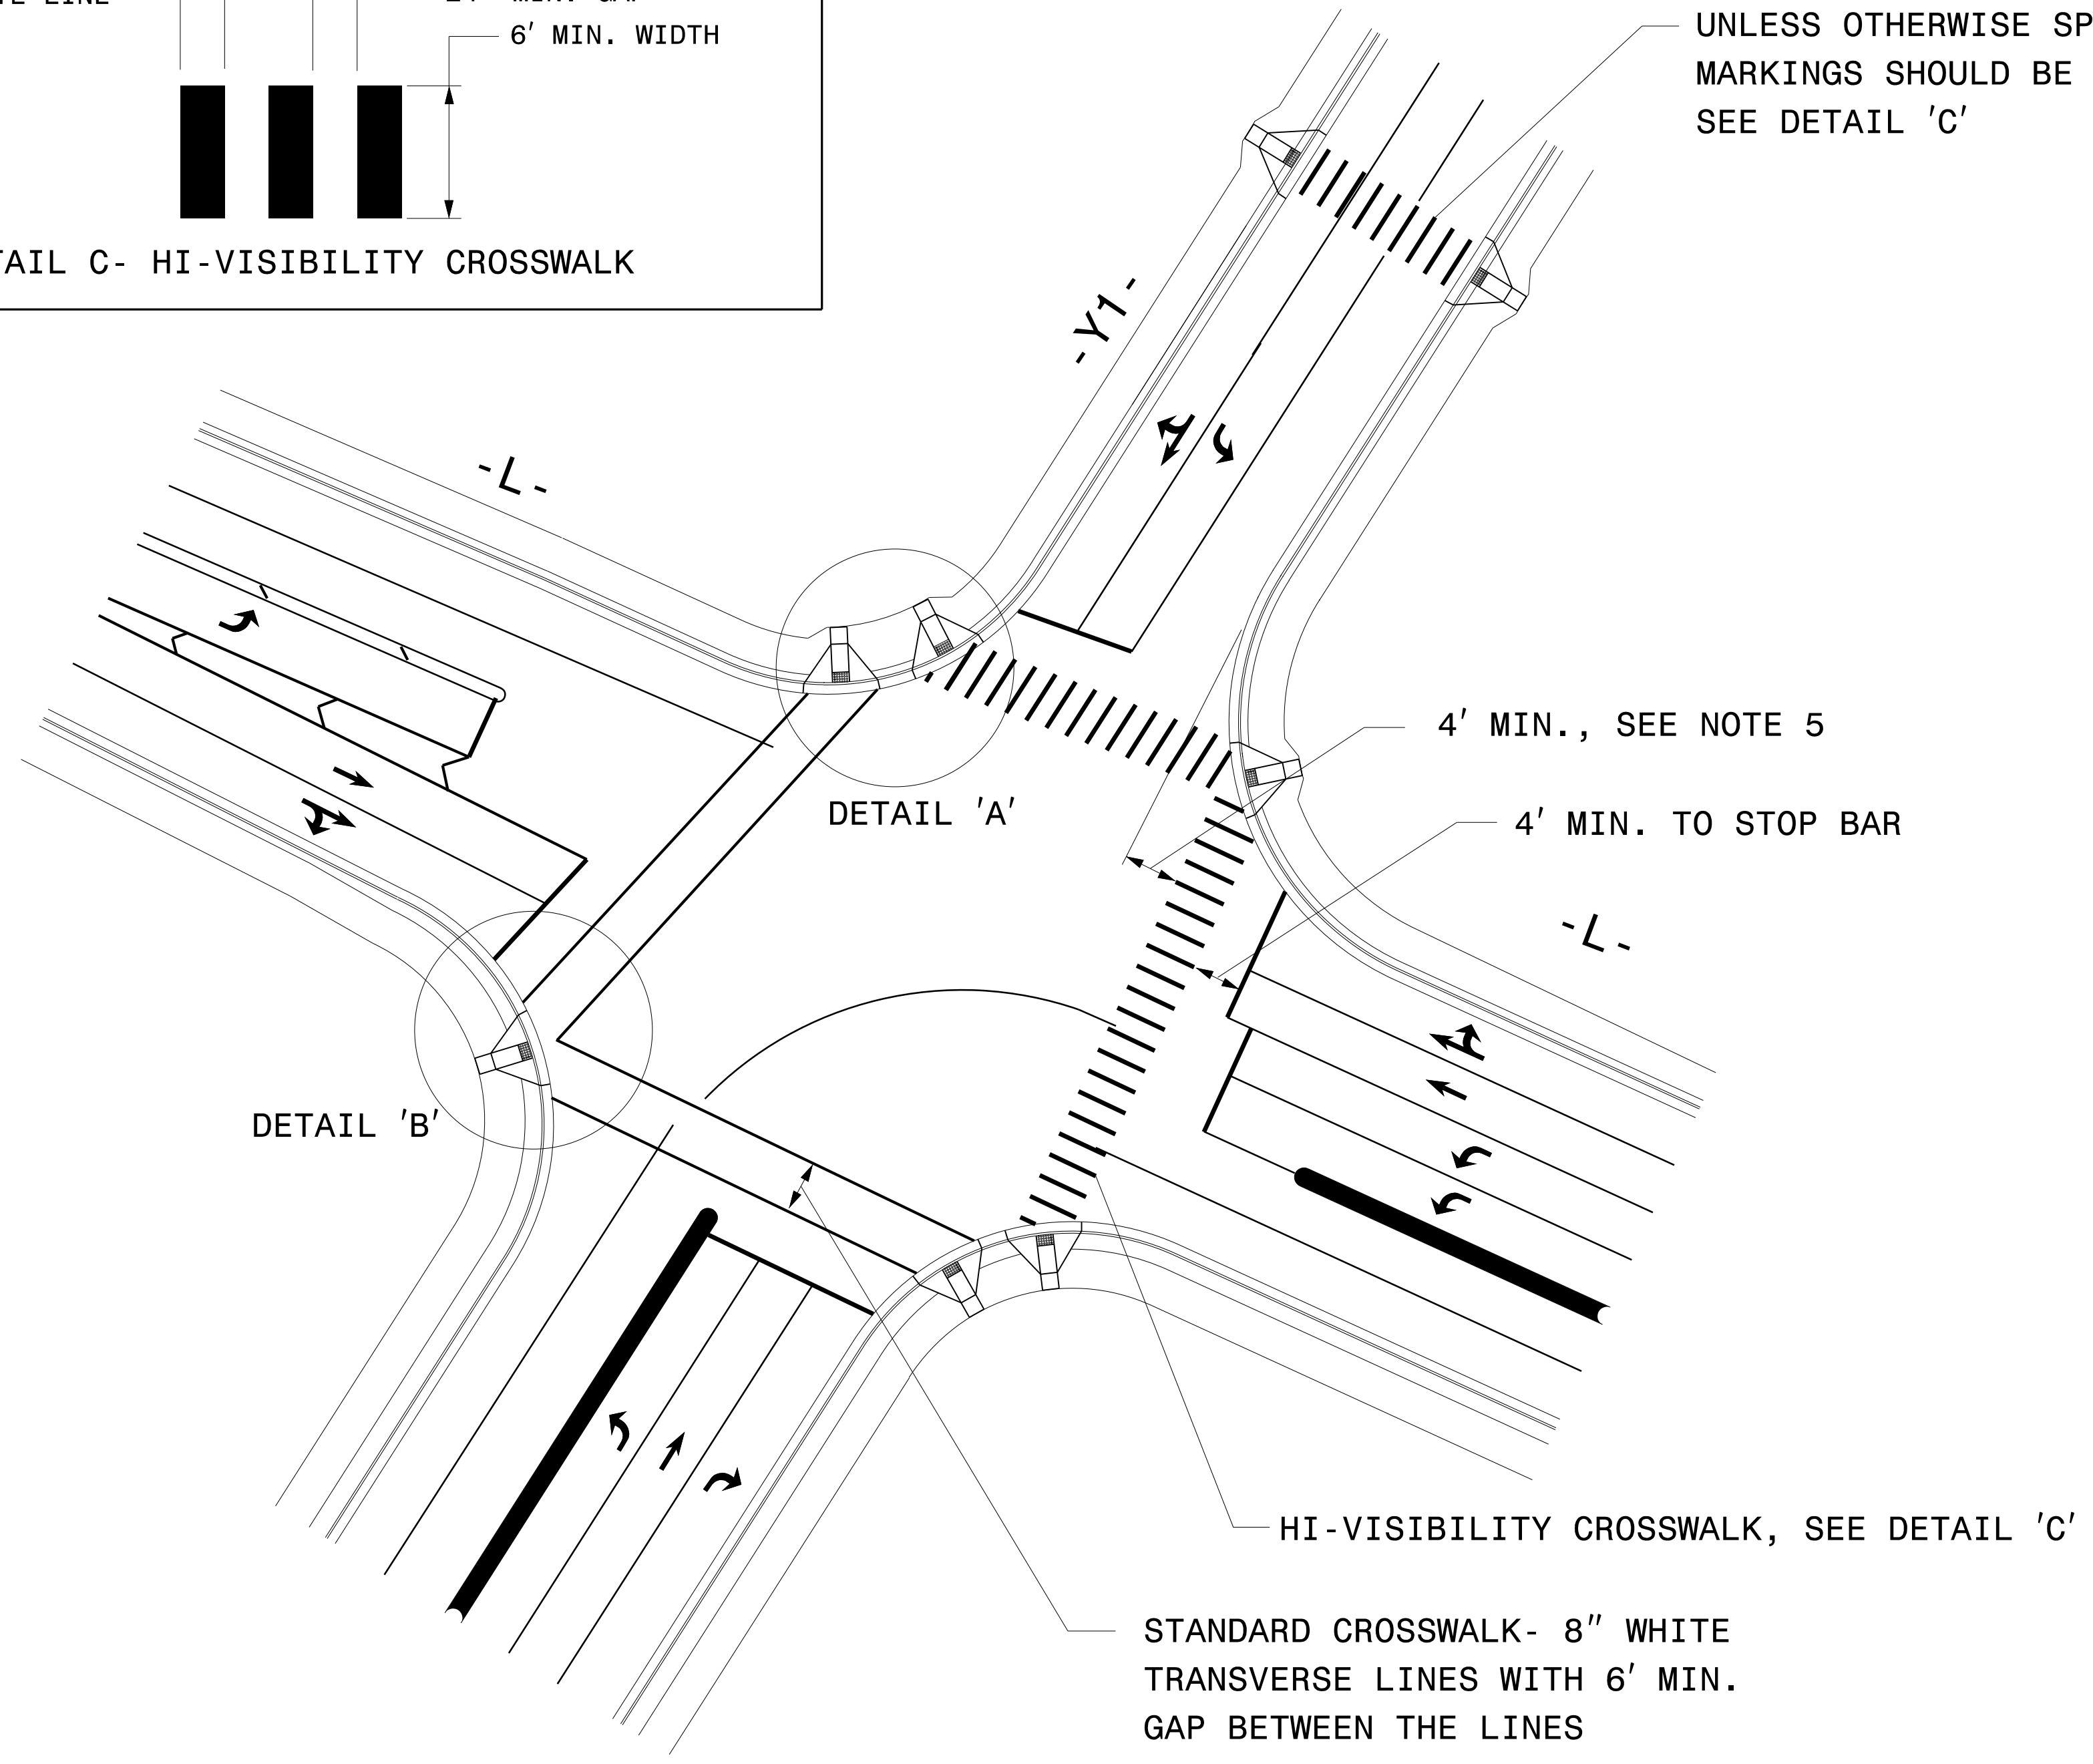 6' MIN. WIDTH
C- HI-VISIBILITY CROSSWALK
UNLESS OTHERWISE
MARKINGS SHOULD BE
SEE DETAIL 'C'
-Y1-
-L-
4' MIN., SEE NOTE 5
DETAIL 'A'
4' MIN. TO STOP BAR
-L-
DETAIL 'B'
HI-VISIBILITY CROSSWALK, SEE DETAIL 'C'
STANDARD CROSSWALK- 8" WHITE
TRANSVERSE LINES WITH 6' MIN.
GAP BETWEEN THE LINES